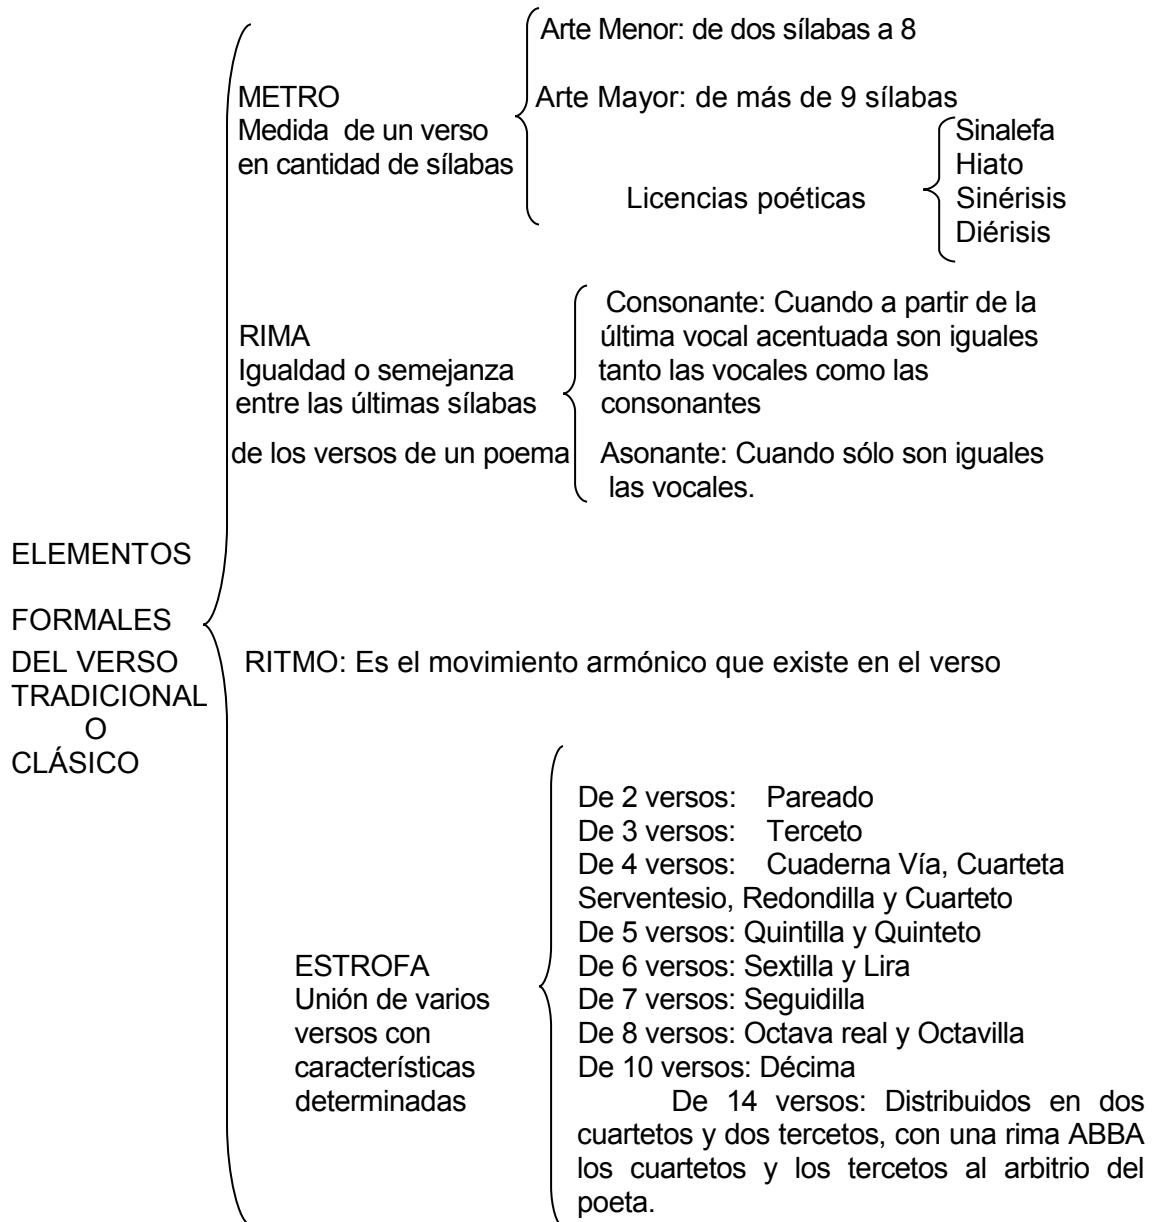 ELEMENTOS
FORMALES
DEL VERSO
TRADICIONAL
O
CLÁSICO
METRO
Medida de un verso
en cantidad de sílabas
Arte Menor: de dos sílabas a 8
Arte Mayor: de más de 9 sílabas
Licencias poéticas
Sinalefa
Hiato
Sinérisis
Diérisis
RIMA
Igualdad o semejanza
entre las últimas sílabas
de los versos de un poema
Consonante: Cuando a partir de la
última vocal acentuada son iguales
tanto las vocales como las
consonantes
Asonante: Cuando sólo son iguales
las vocales.
RITMO: Es el movimiento armónico que existe en el verso
ESTROFA
Unión de varios
versos con
características
determinadas
De 2 versos: Pareado
De 3 versos: Terceto
De 4 versos: Cuaderna Vía, Cuarteta
Serventesio, Redondilla y Cuarteto
De 5 versos: Quintilla y Quinteto
De 6 versos: Sextilla y Lira
De 7 versos: Seguidilla
De 8 versos: Octava real y Octavilla
De 10 versos: Décima
De 14 versos: Distribuidos en dos
cuartetos y dos tercetos, con una rima ABBA
los cuartetos y los tercetos al arbitrio del
poeta.